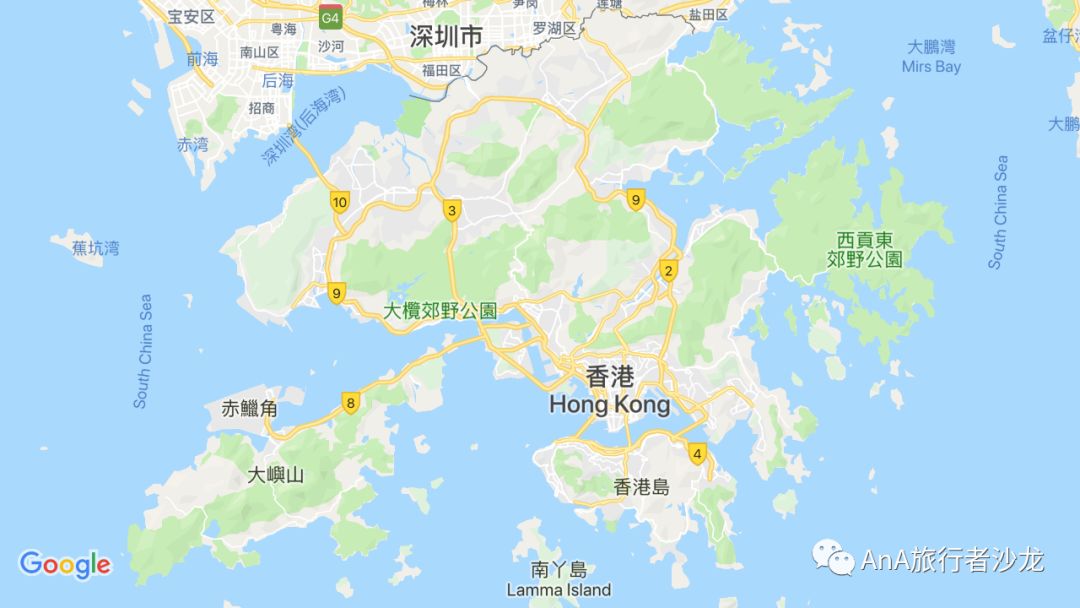 宝安区
G4
梅林
笋岗
莲塘
盐田区
粤海
沙河
深圳市
罗湖区
前海
南山区
福田区
大鵬灣
Mirs Bay
后海
招商
赤湾
深圳湾(后海湾)
South China Sea
10
3
9
蕉坑湾
西貢東
郊野公園
2
9
大欖郊野公園
South China Sea
香港
Hong Kong
8
赤鱲角
4
大嶼山
香港島
Google
南丫島
Lamma Island
AnA旅行者沙龙